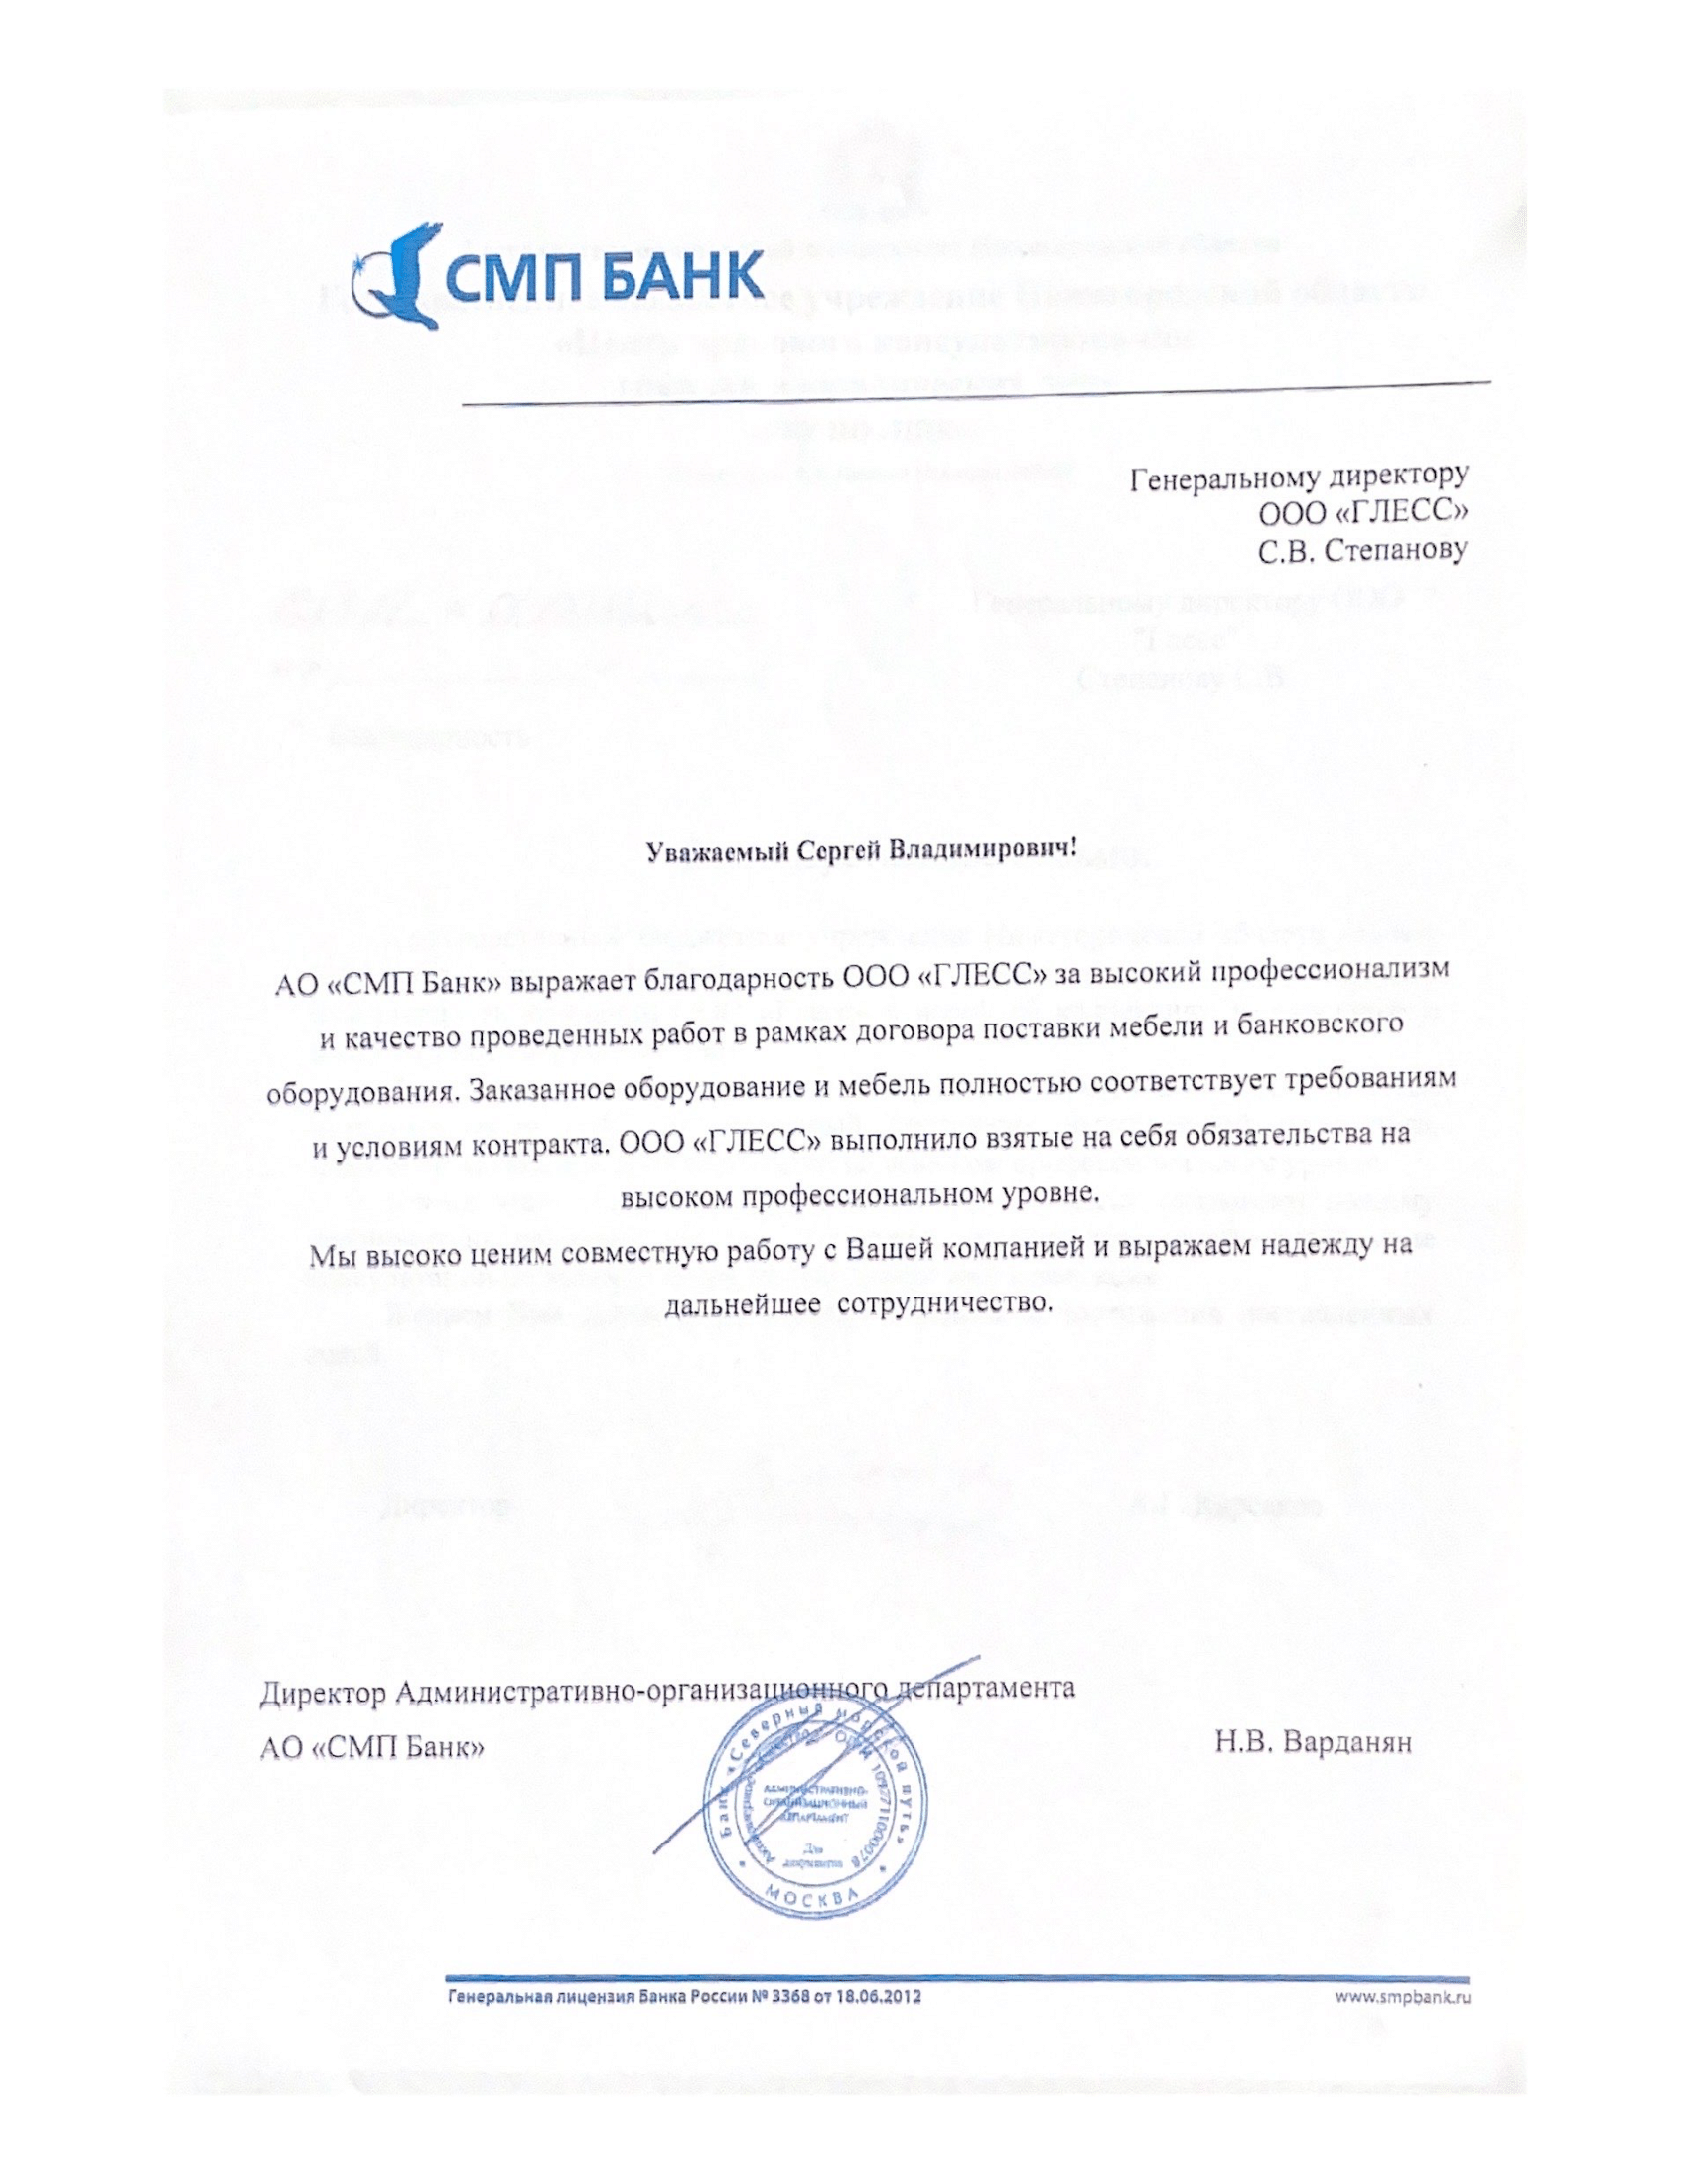 СМП БАНК
Генеральному директору
ООО «ГЛЕСС»
С.В. Степанову
Уважаемый Сергей Владимирович!
АО «СМП Банк» выражает благодарность ООО «ГЛЕСС» за высокий профессионализм
и качество проведенных работ в рамках договора поставки мебели и банковского
оборудования. Заказанное оборудование и мебель полностью соответствует требованиям
и условиям контракта. ООО «ГЛЕСС» выполнило взятые на себя обязательства на
высоком профессиональном уровне.
Мы высоко ценим совместную работу с Вашей компанией и выражаем надежду на
дальнейшее сотрудничество.
Директор Административно-организационного департамента
АО «СМП Банк»
Н.В. Варданян
Банк «Северный морской путь»
МОСКВА
АДМИНИСТРАТИВНО-
ОРГАНИЗАЦИОННЫЙ
ДЕПАРТАМЕНТ
Для
документов
Генеральная лицензия Банка России № 3368 от 18.06.2012
www.smpbank.ru